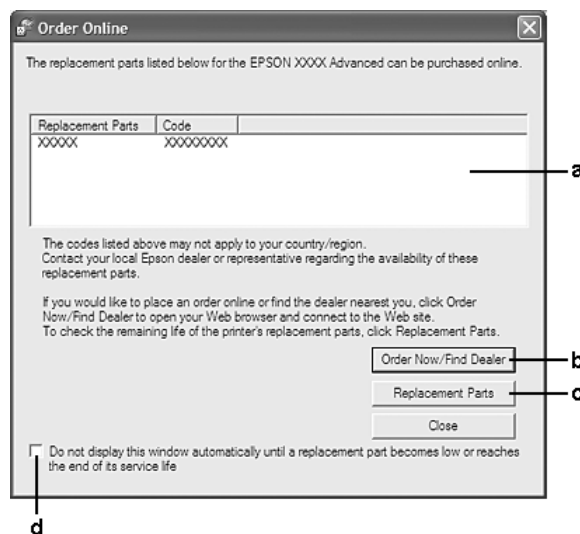 Order Online
The replacement parts listed below for the EPSON XXXX Advanced can be purchased online.
Replacement Parts Code
XXXXX XXXXXXXX
a
The codes listed above may not apply to your country/region.
Contact your local Epson dealer or representative regarding the availability of these
replacement parts.
If you would like to place an order online or find the dealer nearest you, click Order
Now/Find Dealer to open your Web browser and connect to the Web site.
To check the remaining life of the printer's replacement parts, click Replacement Parts.
Order Now/Find Dealer b
Replacement Parts c
Close
Do not display this window automatically until a replacement part becomes low or reaches
the end of its service life
d